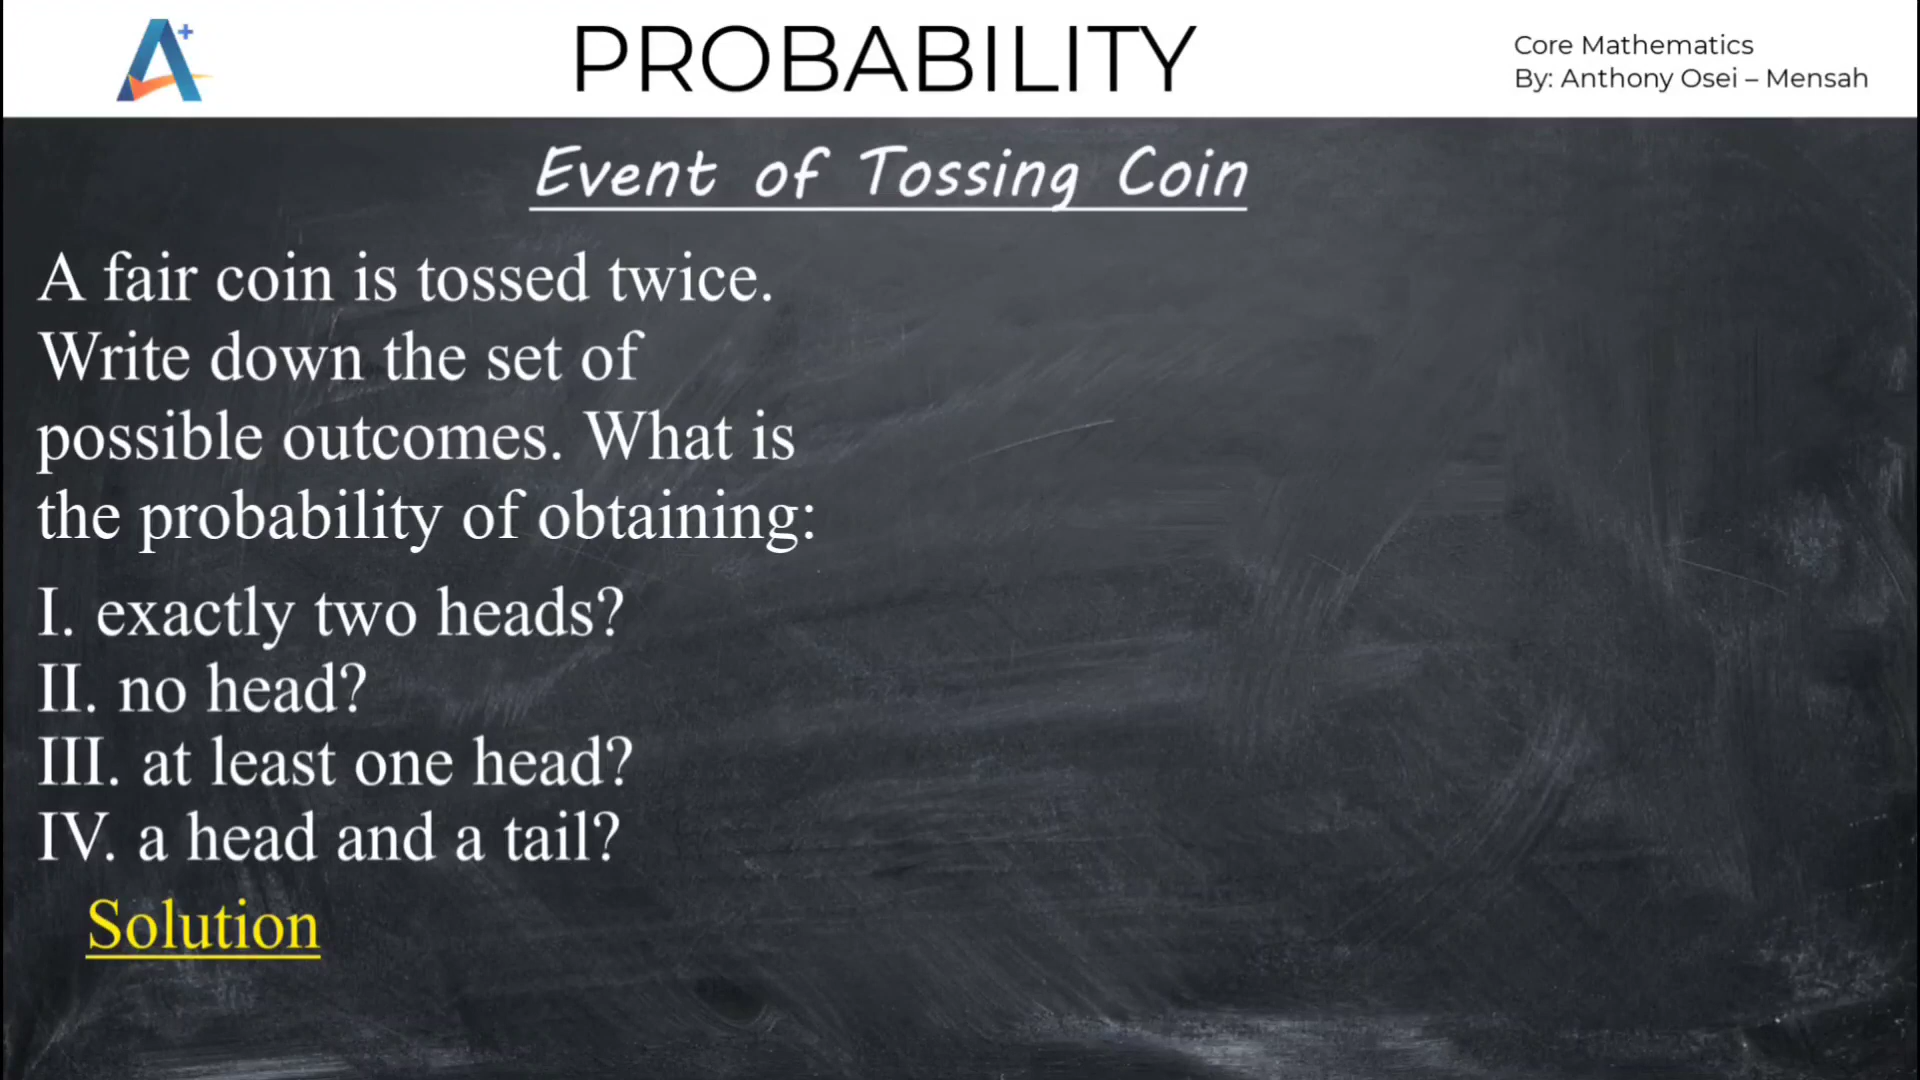 A+
PROBABILITY
Core Mathematics
By: Anthony Osei – Mensah
Event of Tossing Coin
A fair coin is tossed twice.
Write down the set of
possible outcomes. What is
the probability of obtaining:
I. exactly two heads?
II. no head?
III. at least one head?
IV. a head and a tail?
Solution